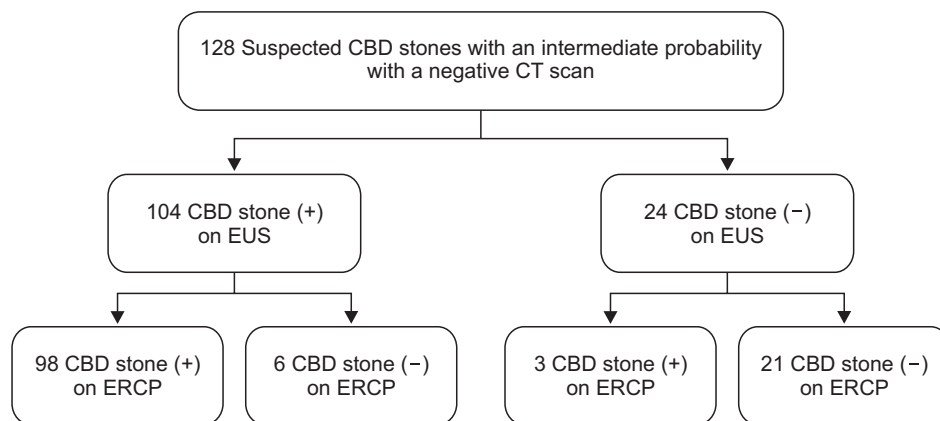 128 Suspected CBD stones with an intermediate probability
with a negative CT scan
104 CBD stone (+)
on EUS
24 CBD stone (−)
on EUS
98 CBD stone (+)
on ERCP
6 CBD stone (−)
on ERCP
3 CBD stone (+)
on ERCP
21 CBD stone (−)
on ERCP